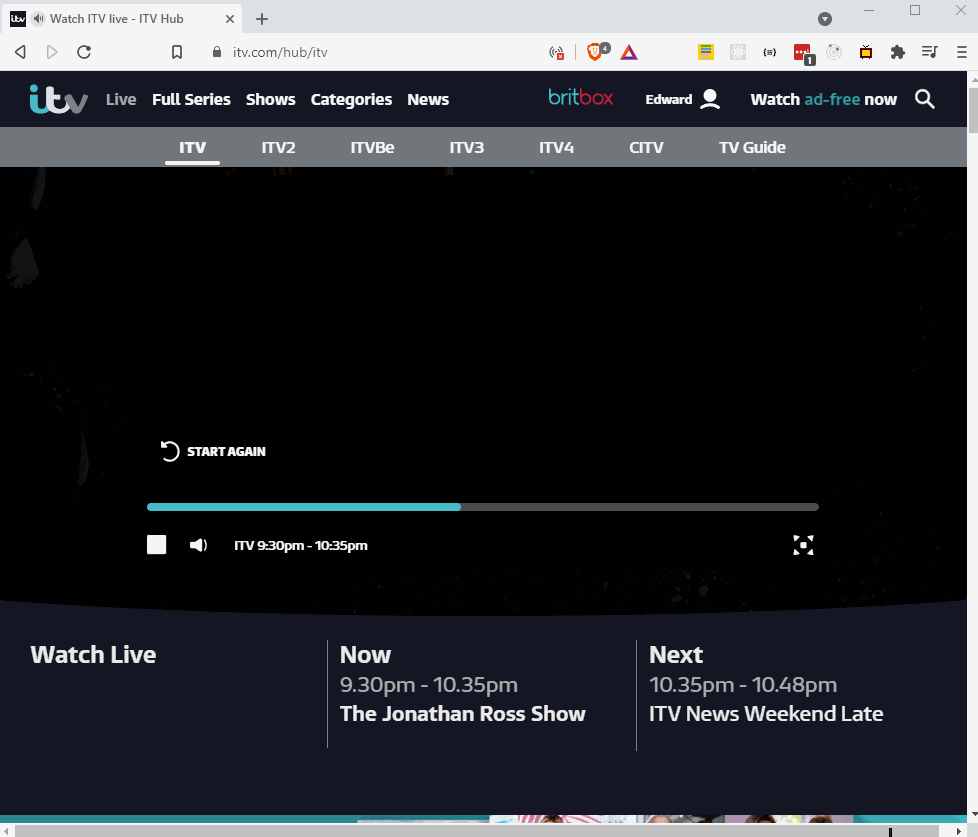 itv Watch ITV live - ITV Hub
itv.com/hub/itv 4 1
itv Live Full Series Shows Categories News britbox Edward Watch ad-free now
ITV ITV2 ITVBe ITV3 ITV4 CITV TV Guide
START AGAIN
ITV 9:30pm - 10:35pm
Watch Live
Now
9.30pm - 10.35pm
The Jonathan Ross Show
Next
10.35pm - 10.48pm
ITV News Weekend Late